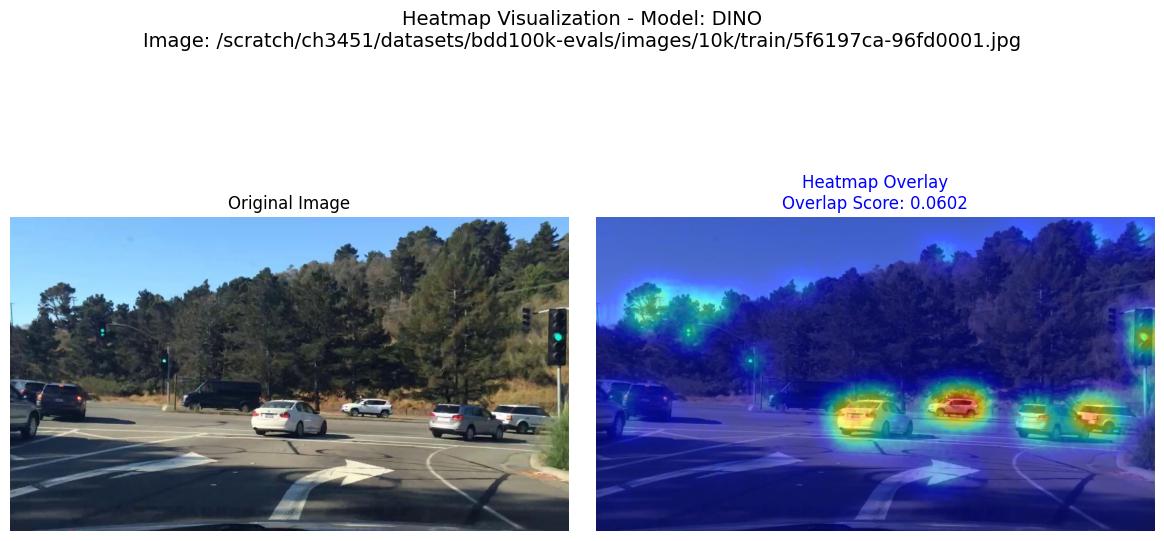 Heatmap Visualization - Model: DINO
Image: /scratch/ch3451/datasets/bdd100k-evals/images/10k/train/5f6197ca-96fd0001.jpg
Original Image
Heatmap Overlay
Overlap Score: 0.0602